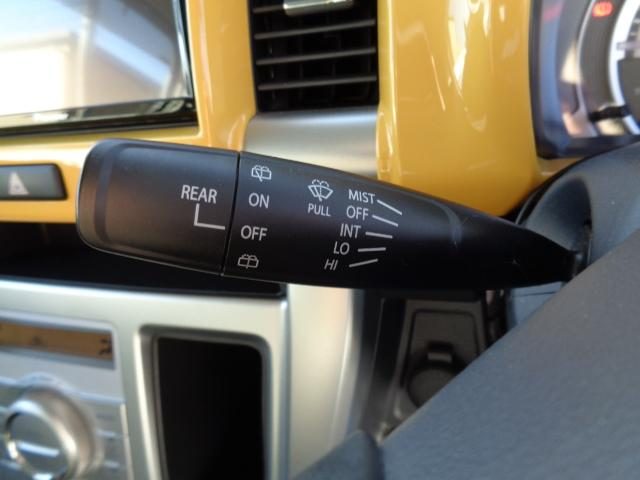 REAR
ON
OFF
PULL
MIST
OFF
INT
LO
HI